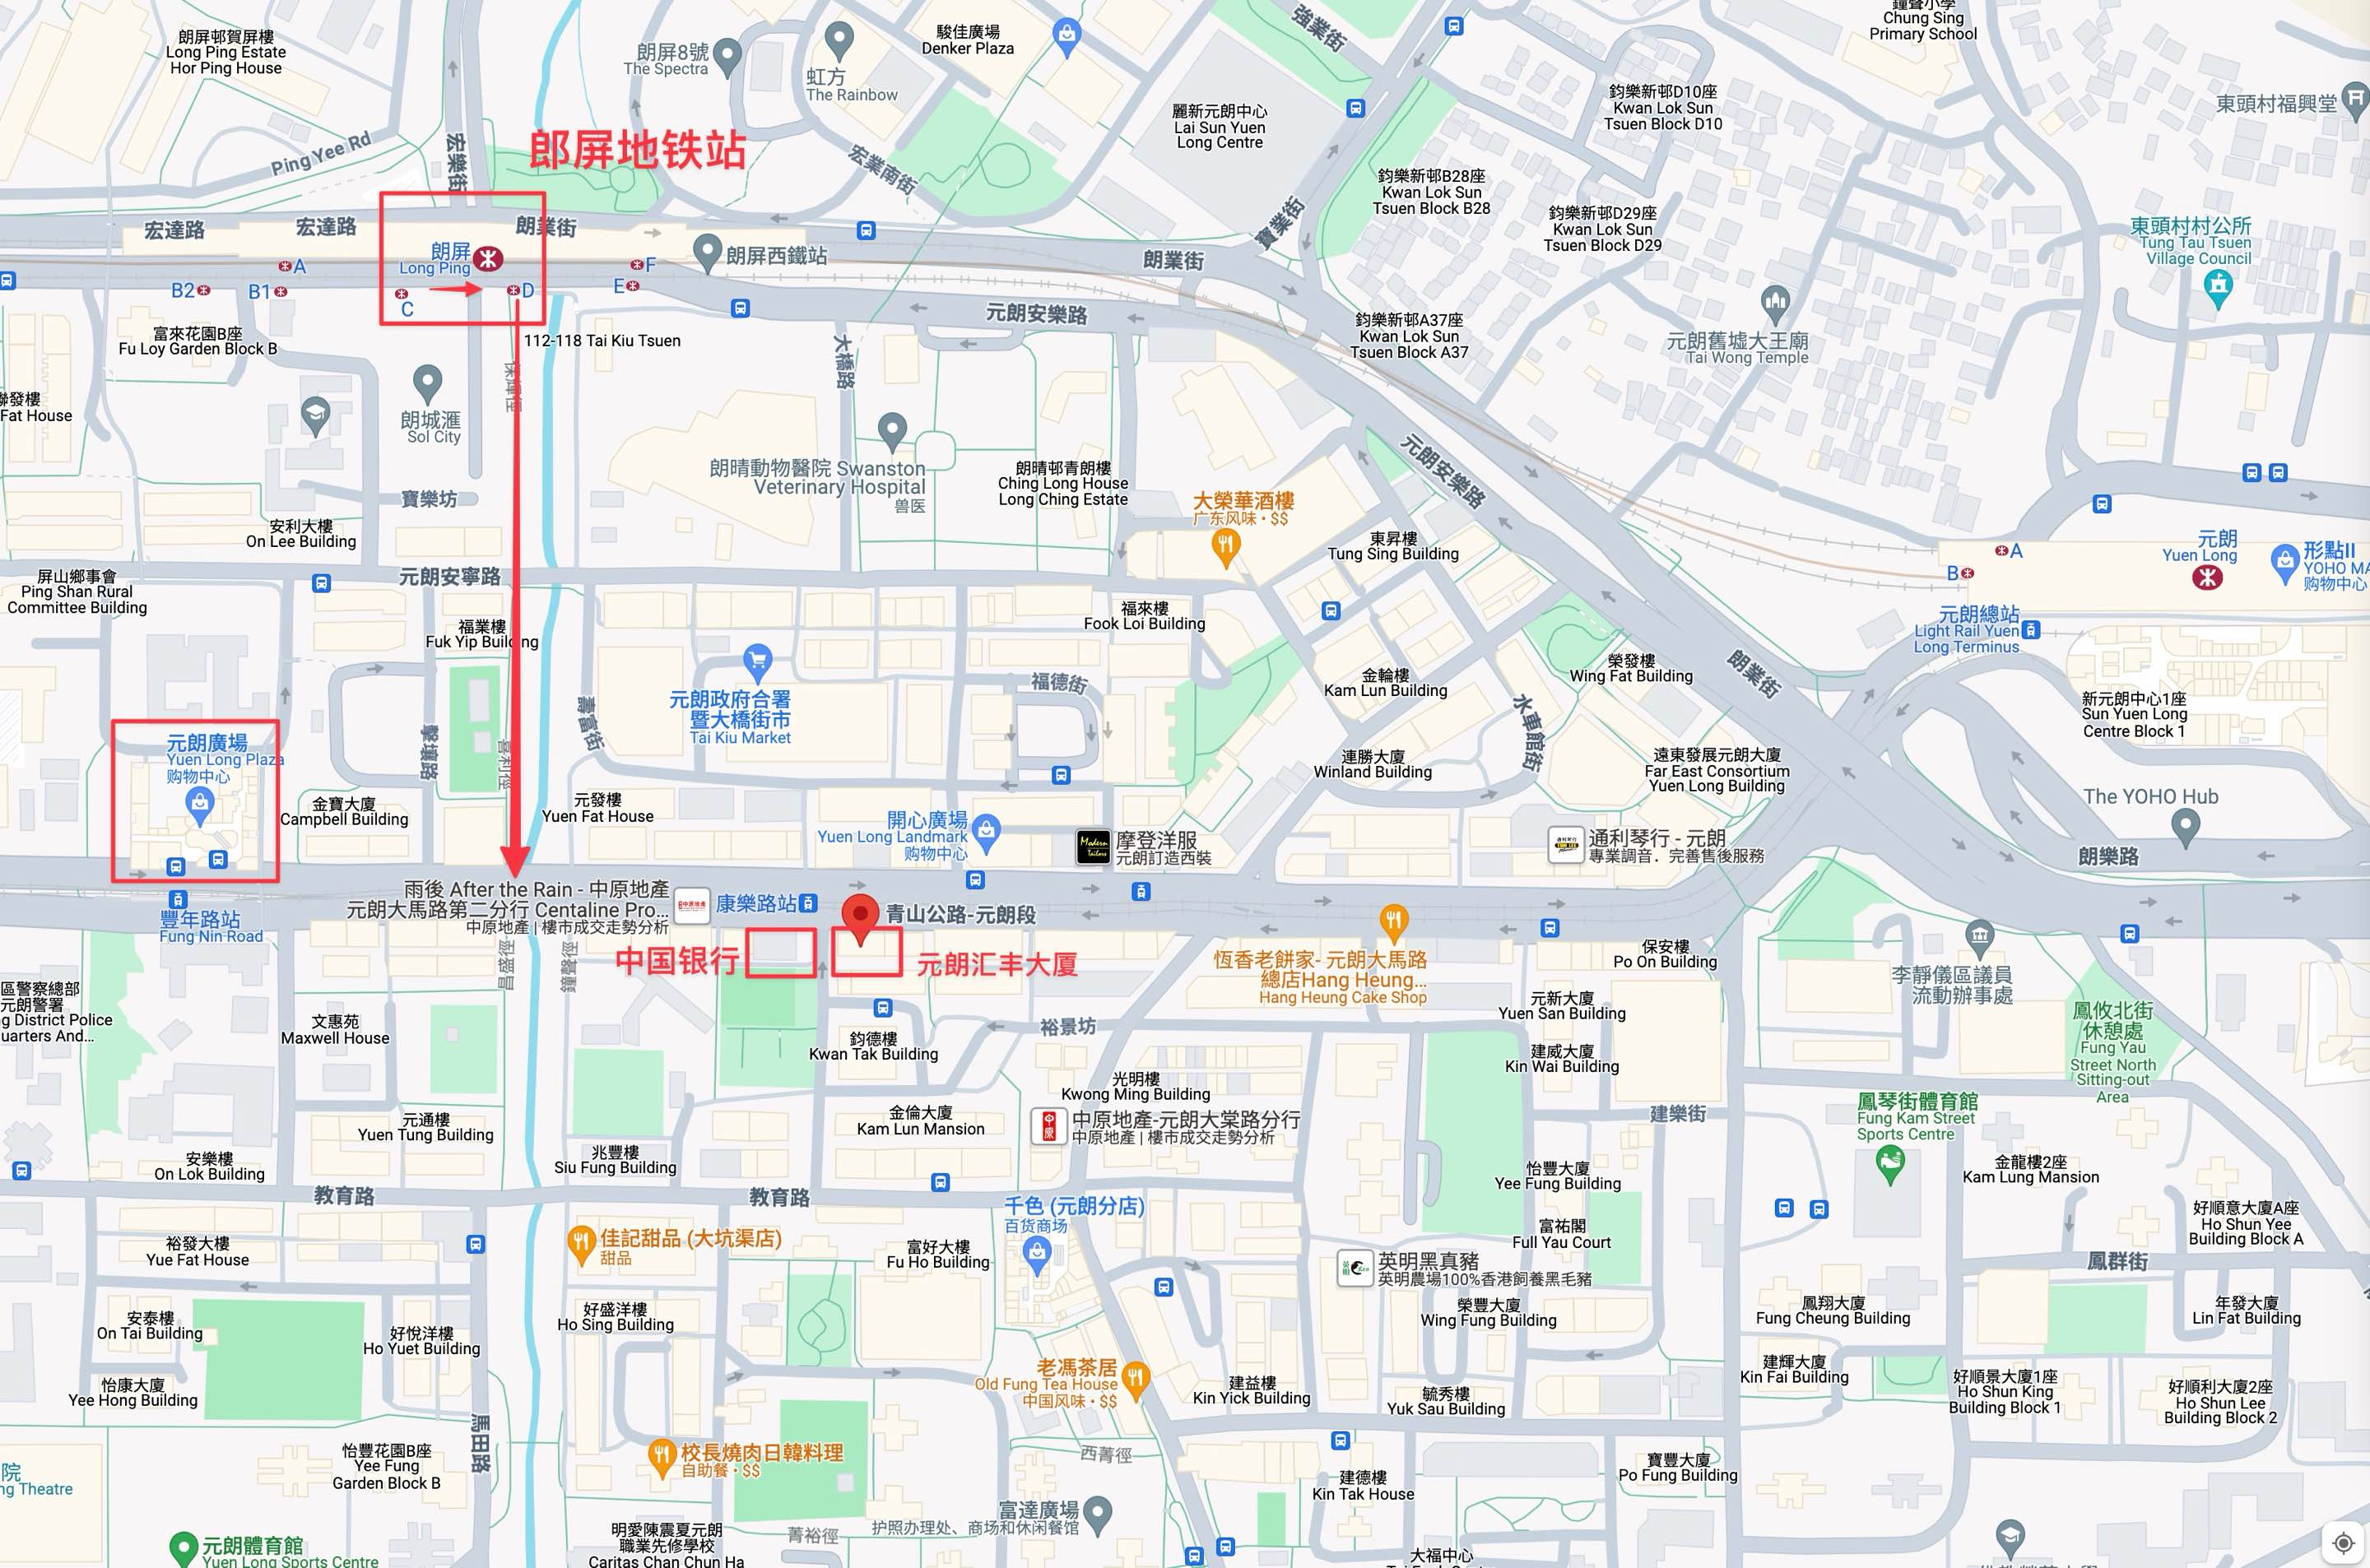 朗屏邨賀屏樓
Long Ping Estate
Hor Ping House
朗屏8號
The Spectra
虹方
The Rainbow
駿佳廣場
Denker Plaza
強業街
鐘聲小學
Chung Sing
Primary School
東頭村福興堂
麗新元朗中心
Lai Sun Yuen
Long Centre
鈞樂新邨D10座
Kwan Lok Sun
Tsuen Block D10
Ping Yee Rd
宏樂街
郎屏地铁站
宏業南街
鈞樂新邨B28座
Kwan Lok Sun
Tsuen Block B28
鈞樂新邨D29座
Kwan Lok Sun
Tsuen Block D29
寶業街
東頭村村公所
Tung Tau Tsuen
Village Council
宏達路
宏達路
朗業街
朗屏
Long Ping
朗屏西鐵站
朗業街
A
B2
B1
C
D
E
F
元朗安樂路
富來花園B座
Fu Loy Garden Block B
112-118 Tai Kiu Tsuen
大橋路
保輝徑
鈞樂新邨A37座
Kwan Lok Sun
Tsuen Block A37
元朗舊墟大王廟
Tai Wong Temple
聯發樓
Fat House
朗城滙
Sol City
朗晴動物醫院 Swanston
Veterinary Hospital
兽医
朗晴邨青朗樓
Ching Long House
Long Ching Estate
元朗安樂路
大榮華酒樓
广东风味・$$
寶樂坊
安利大樓
On Lee Building
東昇樓
Tung Sing Building
A
B
元朗
Yuen Long
形點II
YOHO MA
购物中心
屏山鄉事會
Ping Shan Rural
Committee Building
元朗安寧路
福業樓
Fuk Yip Building
福來樓
Fook Loi Building
元朗總站
Light Rail Yuen
Long Terminus
元朗政府合署
暨大橋街市
Tai Kiu Market
福德街
金輪樓
Kam Lun Building
榮發樓
Wing Fat Building
朗業街
水車館街
新元朗中心1座
Sun Yuen Long
Centre Block 1
元朗廣場
Yuen Long Plaza
购物中心
擊壤路
喜利徑
壽富街
連勝大廈
Winland Building
遠東發展元朗大廈
Far East Consortium
Yuen Long Building
金寶大廈
Campbell Building
元發樓
Yuen Fat House
開心廣場
Yuen Long Landmark
购物中心
摩登洋服
元朗訂造西裝
通利琴行 - 元朗
專業調音．完善售後服務
The YOHO Hub
朗樂路
雨後 After the Rain - 中原地產
元朗大馬路第二分行 Centaline Pro...
中原地產 | 樓市成交走勢分析
康樂路站
青山公路-元朗段
豐年路站
Fung Nin Road
中国银行
元朗汇丰大厦
昌盛徑
鐘聲徑
恆香老餅家- 元朗大馬路
總店Hang Heung...
Hang Heung Cake Shop
保安樓
Po On Building
李靜儀區議員
流動辦事處
區警察總部
元朗警署
g District Police
uarters And...
文惠苑
Maxwell House
鈞德樓
Kwan Tak Building
裕景坊
元新大廈
Yuen San Building
鳳攸北街
休憩處
Fung Yau
Street North
Sitting-out
Area
建威大廈
Kin Wai Building
光明樓
Kwong Ming Building
元通樓
Yuen Tung Building
金倫大廈
Kam Lun Mansion
中原地產-元朗大棠路分行
中原地產 | 樓市成交走勢分析
建樂街
鳳琴街體育館
Fung Kam Street
Sports Centre
安樂樓
On Lok Building
兆豐樓
Siu Fung Building
怡豐大廈
Yee Fung Building
金龍樓2座
Kam Lung Mansion
教育路
教育路
千色 (元朗分店)
百货商场
富祐閣
Full Yau Court
好順意大廈A座
Ho Shun Yee
Building Block A
裕發大樓
Yue Fat House
佳記甜品 (大坑渠店)
甜品
富好大樓
Fu Ho Building
英明黑真豬
英明農場100%香港飼養黑毛豬
鳳群街
安泰樓
On Tai Building
好悅洋樓
Ho Yuet Building
好盛洋樓
Ho Sing Building
榮豐大廈
Wing Fung Building
鳳翔大廈
Fung Cheung Building
年發大廈
Lin Fat Building
怡康大廈
Yee Hong Building
老馮茶居
Old Fung Tea House
中国风味・$$
建益樓
Kin Yick Building
毓秀樓
Yuk Sau Building
建輝大廈
Kin Fai Building
好順景大廈1座
Ho Shun King
Building Block 1
好順利大廈2座
Ho Shun Lee
Building Block 2
馬田路
怡豐花園B座
Yee Fung
Garden Block B
校長燒肉日韓料理
自助餐・$$
西菁徑
寶豐大廈
Po Fung Building
建德樓
Kin Tak House
院
ng Theatre
富達廣場
护照办理处、商场和休闲餐馆
菁裕徑
元朗體育館
Yuen Long Sports Centre
明愛陳震夏元朗
職業先修學校
Caritas Chan Chun Ha
大福中心